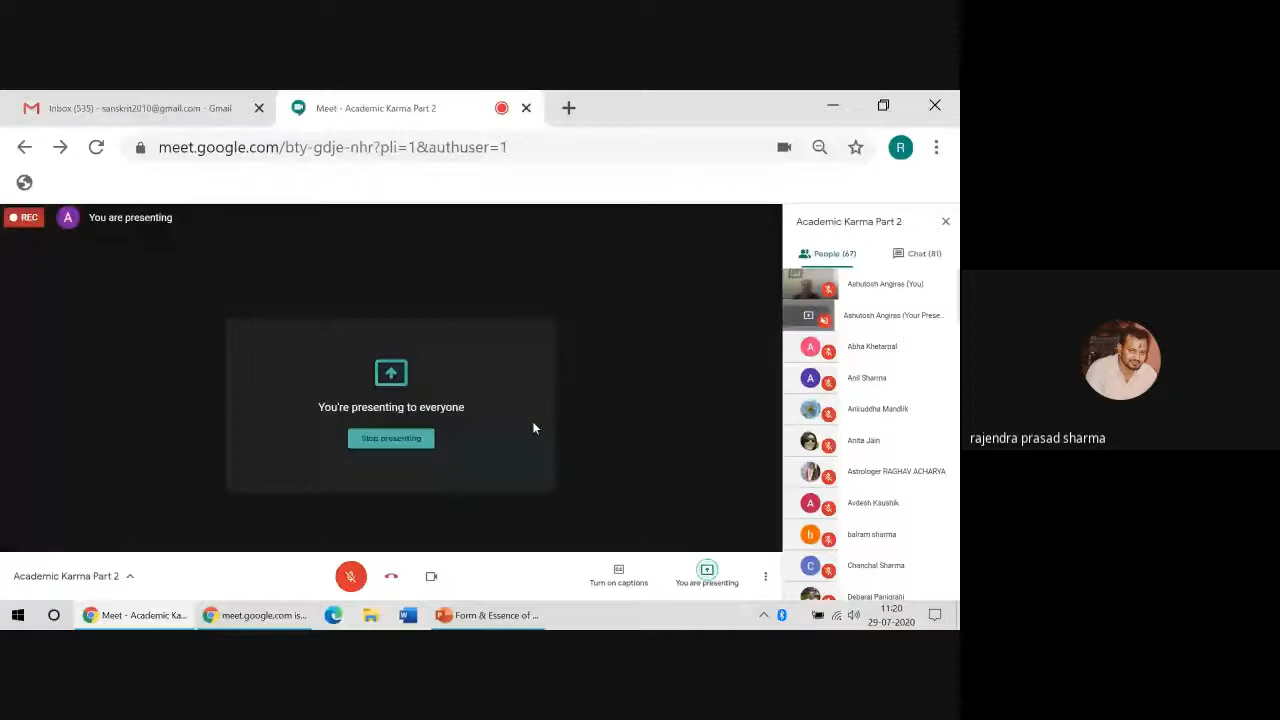 Inbox (535) - sanskrit2010@gmail.com - Gmail
Meet - Academic Karma Part 2
meet.google.com/bty-gdje-nhr?pli=1&authuser=1
R
REC
A
You are presenting
Academic Karma Part 2
People (67)
Chat (81)
Ashutosh Angiras (You)
Ashutosh Angiras (Your Prese...
A
Abha Khetarpal
A
Anil Sharma
Aniruddha Mandlik
Anita Jain
Astrologer RAGHAV ACHARYA
A
Avdesh Kaushik
b
balram sharma
C
Chanchal Sharma
Debaraj Panigrahi
You're presenting to everyone
Stop presenting
rajendra prasad sharma
Academic Karma Part 2
Turn on captions
You are presenting
Meet - Academic Ka...
meet.google.com is...
Form & Essence of ...
11:20
29-07-2020